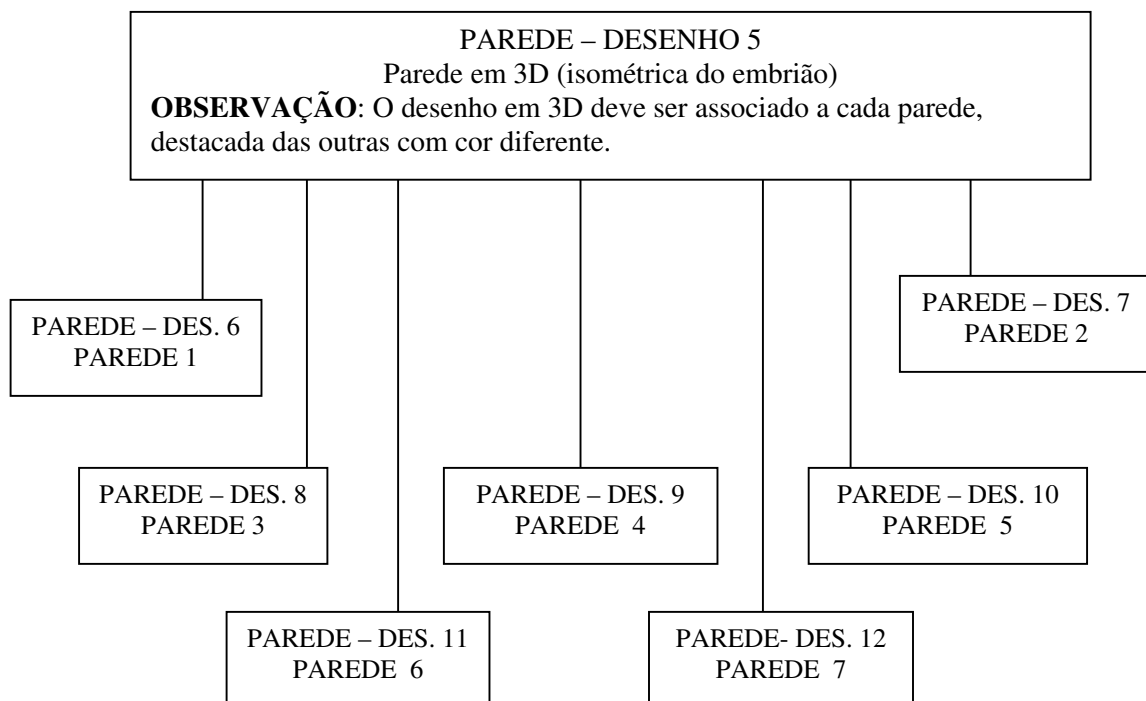 PAREDE – DESENHO 5
Parede em 3D (isométrica do embrião)
OBSERVAÇÃO: O desenho em 3D deve ser associado a cada parede,
destacada das outras com cor diferente.
PAREDE – DES. 6
PAREDE 1
PAREDE – DES. 7
PAREDE 2
PAREDE – DES. 8
PAREDE 3
PAREDE – DES. 9
PAREDE 4
PAREDE – DES. 10
PAREDE 5
PAREDE – DES. 11
PAREDE 6
PAREDE- DES. 12
PAREDE 7